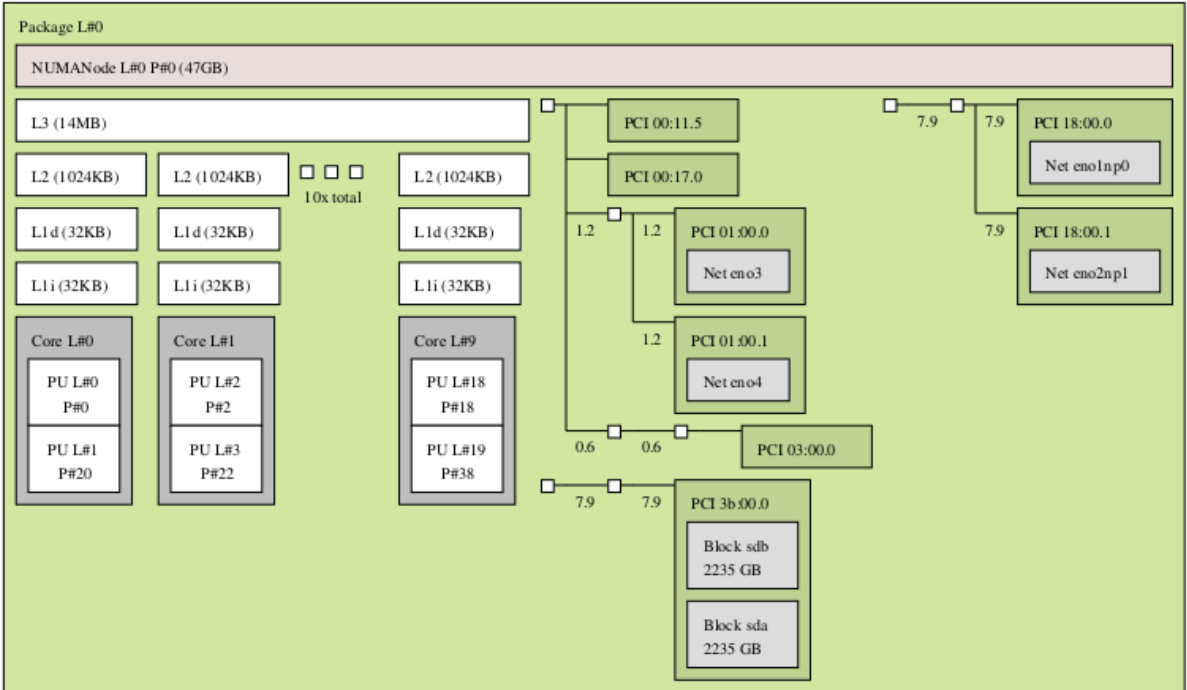 Package L#0
NUMANode L#0 P#0 (47GB)
L3 (14MB)
L2 (1024KB)
L2 (1024KB)
10x total
L2 (1024KB)
L1d (32KB)
L1d (32KB)
L1d (32KB)
L1i (32KB)
L1i (32KB)
L1i (32KB)
Core L#0
PU L#0
P#0
PU L#1
P#20
Core L#1
PU L#2
P#2
PU L#3
P#22
Core L#9
PU L#18
P#18
PU L#19
P#38
PCI 00:11.5
PCI 00:17.0
1.2
1.2
PCI 01:00.0
Net eno3
1.2
PCI 01:00.1
Net eno4
0.6
0.6
PCI 03:00.0
7.9
7.9
PCI 3b:00.0
Block sdb
2235 GB
Block sda
2235 GB
7.9
7.9
PCI 18:00.0
Net eno1np0
7.9
PCI 18:00.1
Net eno2np1